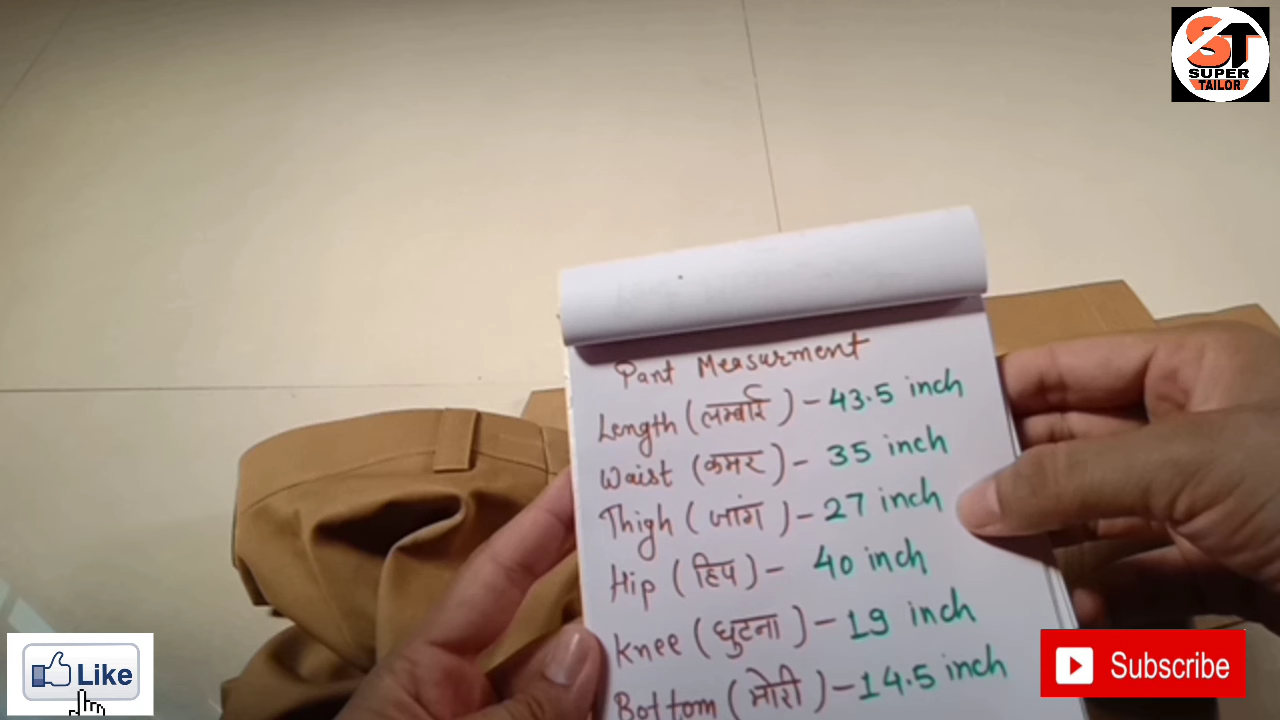 ST
SUPER
TAILOR
Pant Measurment
Length (लम्बाई) - 43.5 inch
Waist (कमर) - 35 inch
Thigh (जांग) - 27 inch
Hip (हिप) - 40 inch
Knee (घुटना) - 19 inch
Bottom (मोरी) - 14.5 inch
Like
Subscribe